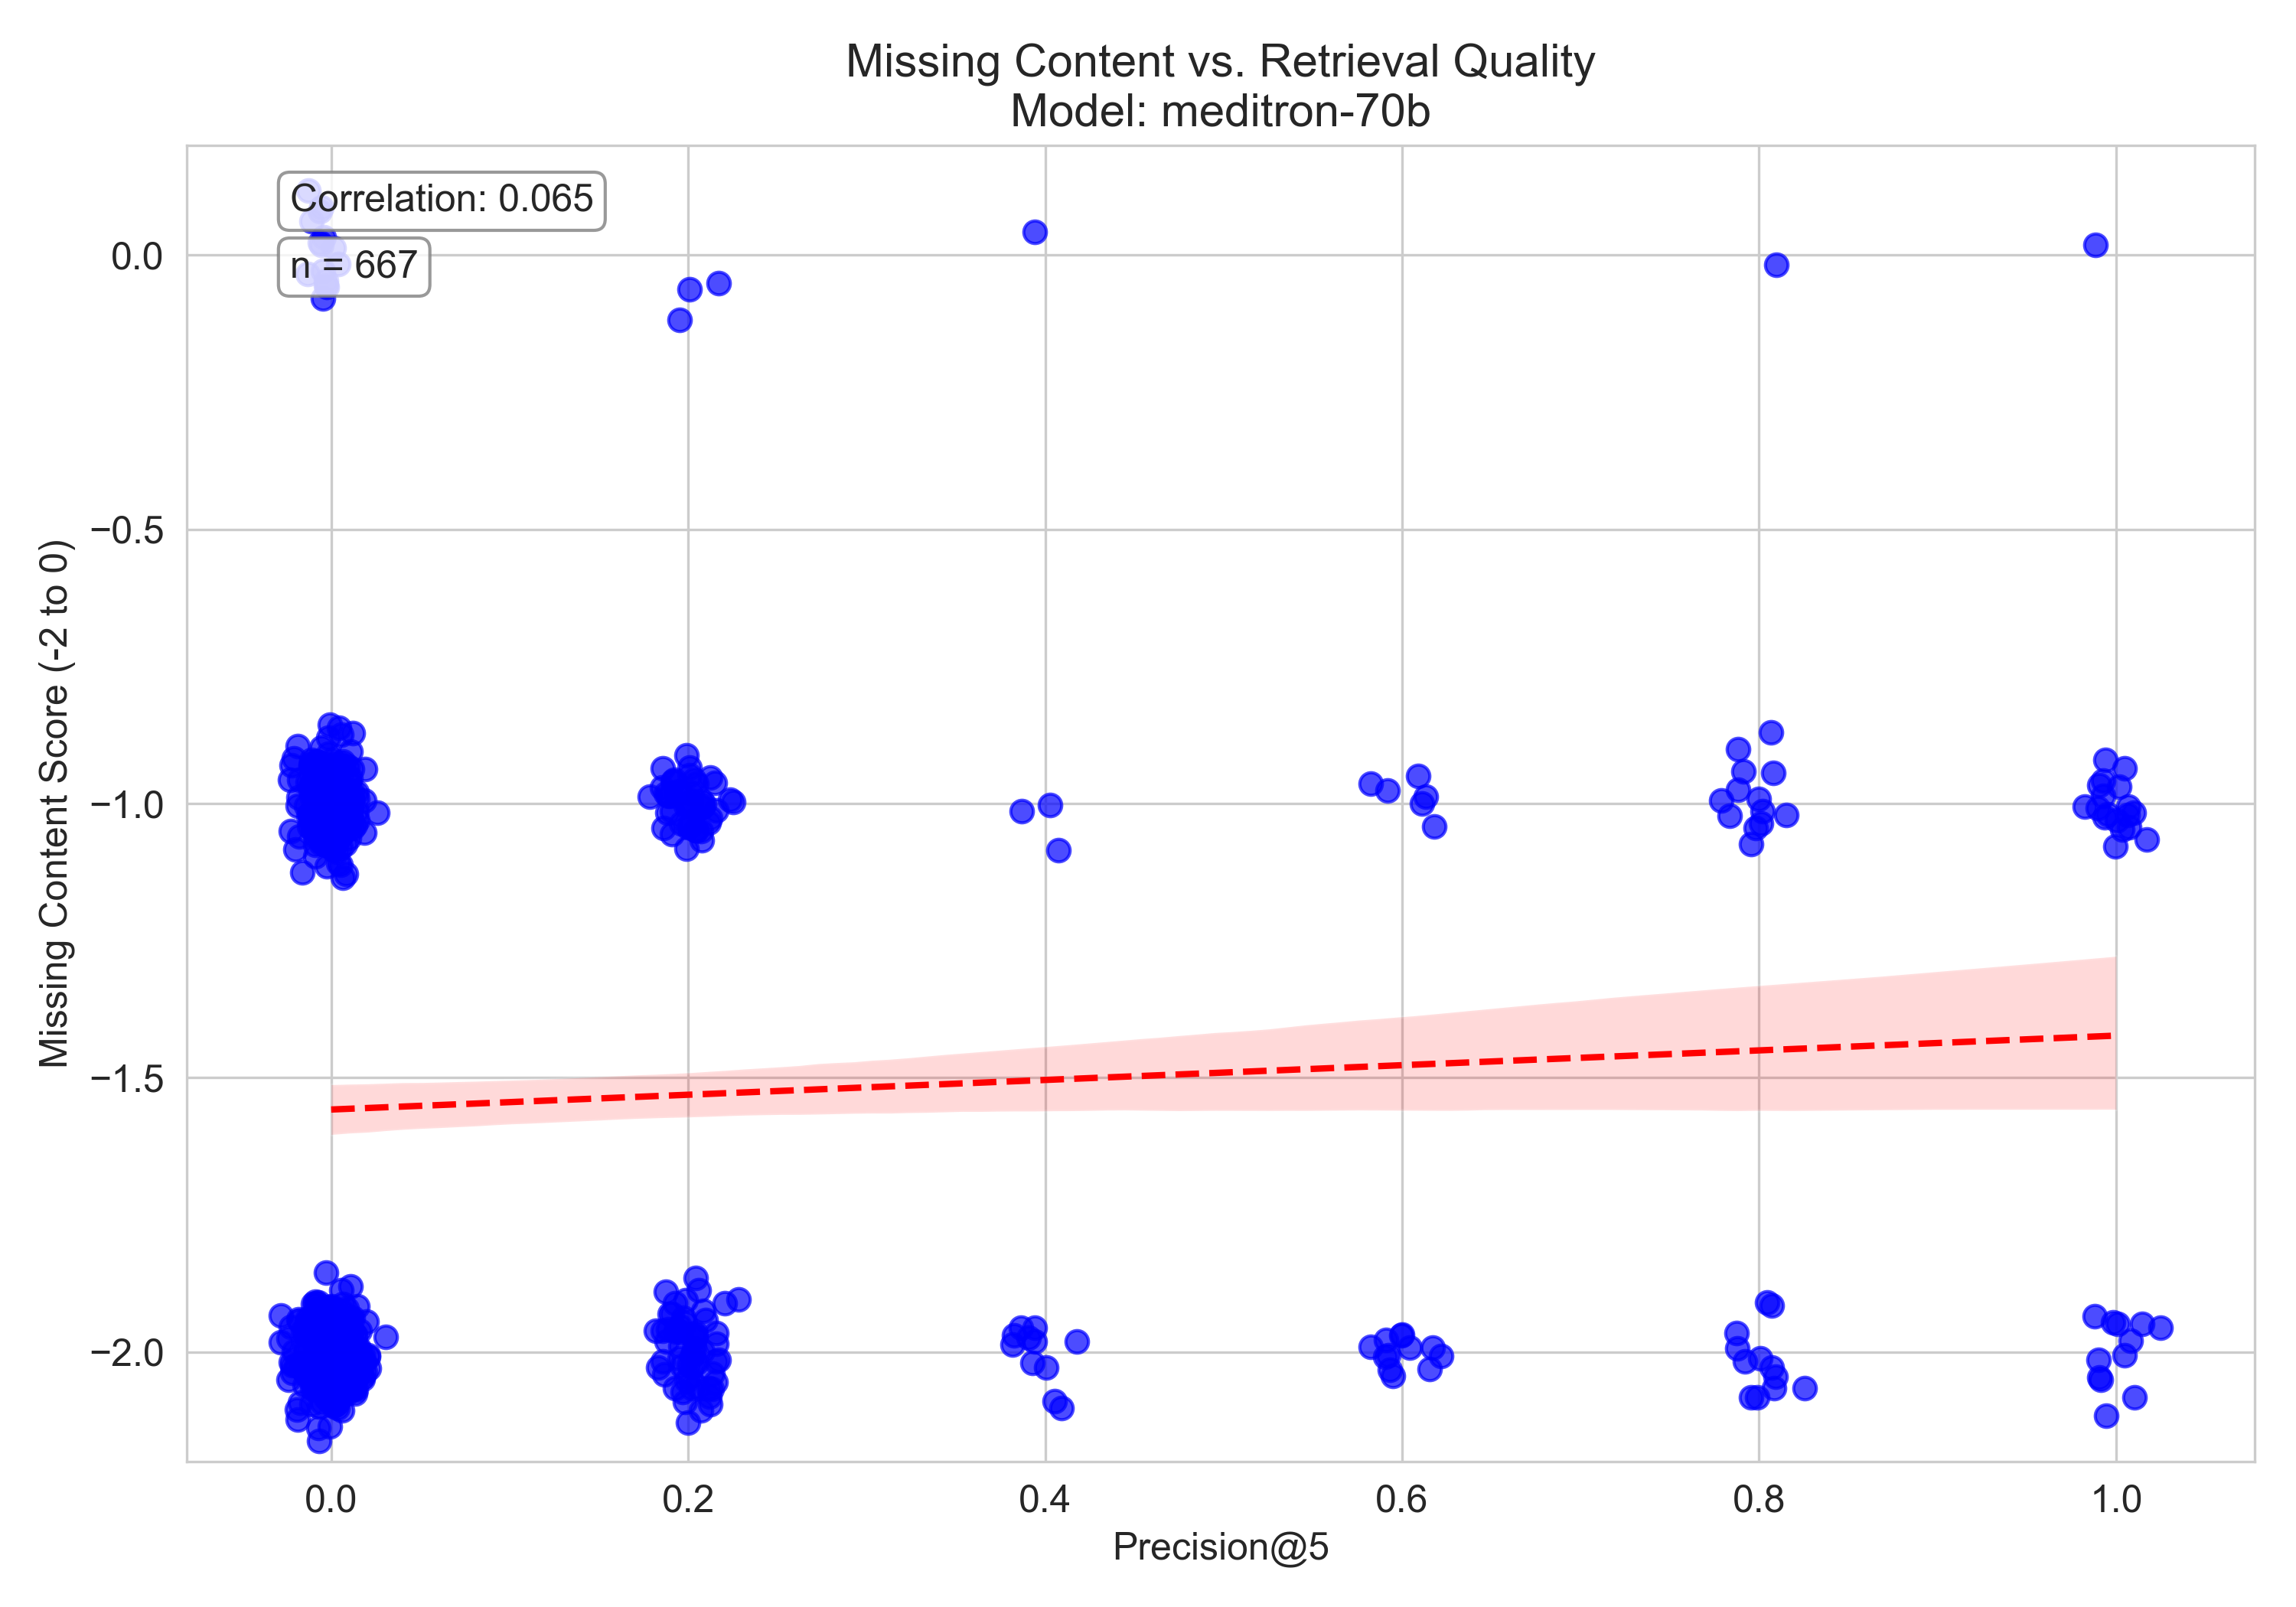 Missing Content vs. Retrieval Quality
Model: meditron-70b
Correlation: 0.065
n = 667
Missing Content Score (-2 to 0)
0.0
−0.5
−1.0
−1.5
−2.0
0.0 0.2 0.4 0.6 0.8 1.0
Precision@5